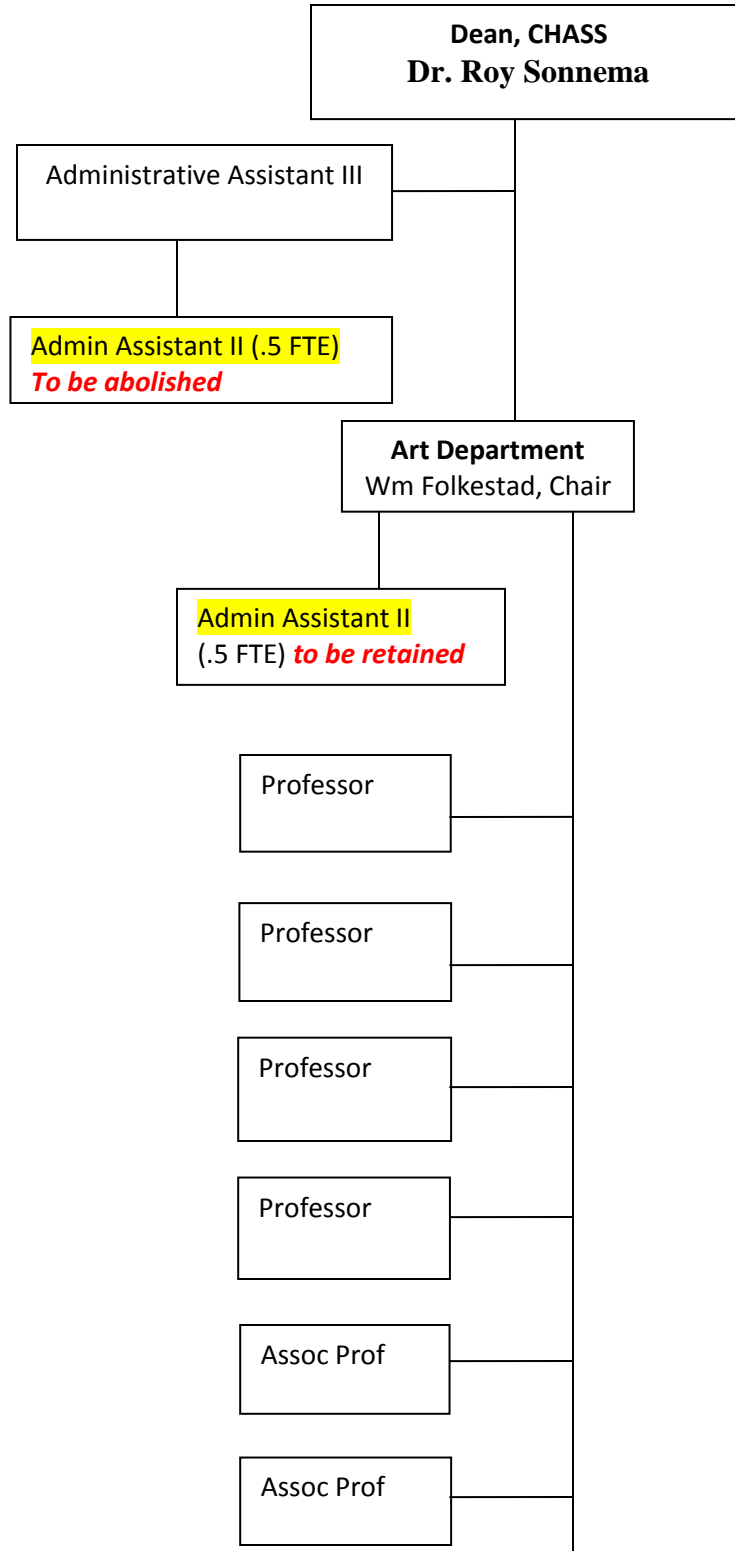 Dean, CHASS
Dr. Roy Sonnema
Administrative Assistant III
Admin Assistant II (.5 FTE)
To be abolished
Art Department
Wm Folkestad, Chair
Admin Assistant II
(.5 FTE) to be retained
Professor
Professor
Professor
Professor
Assoc Prof
Assoc Prof